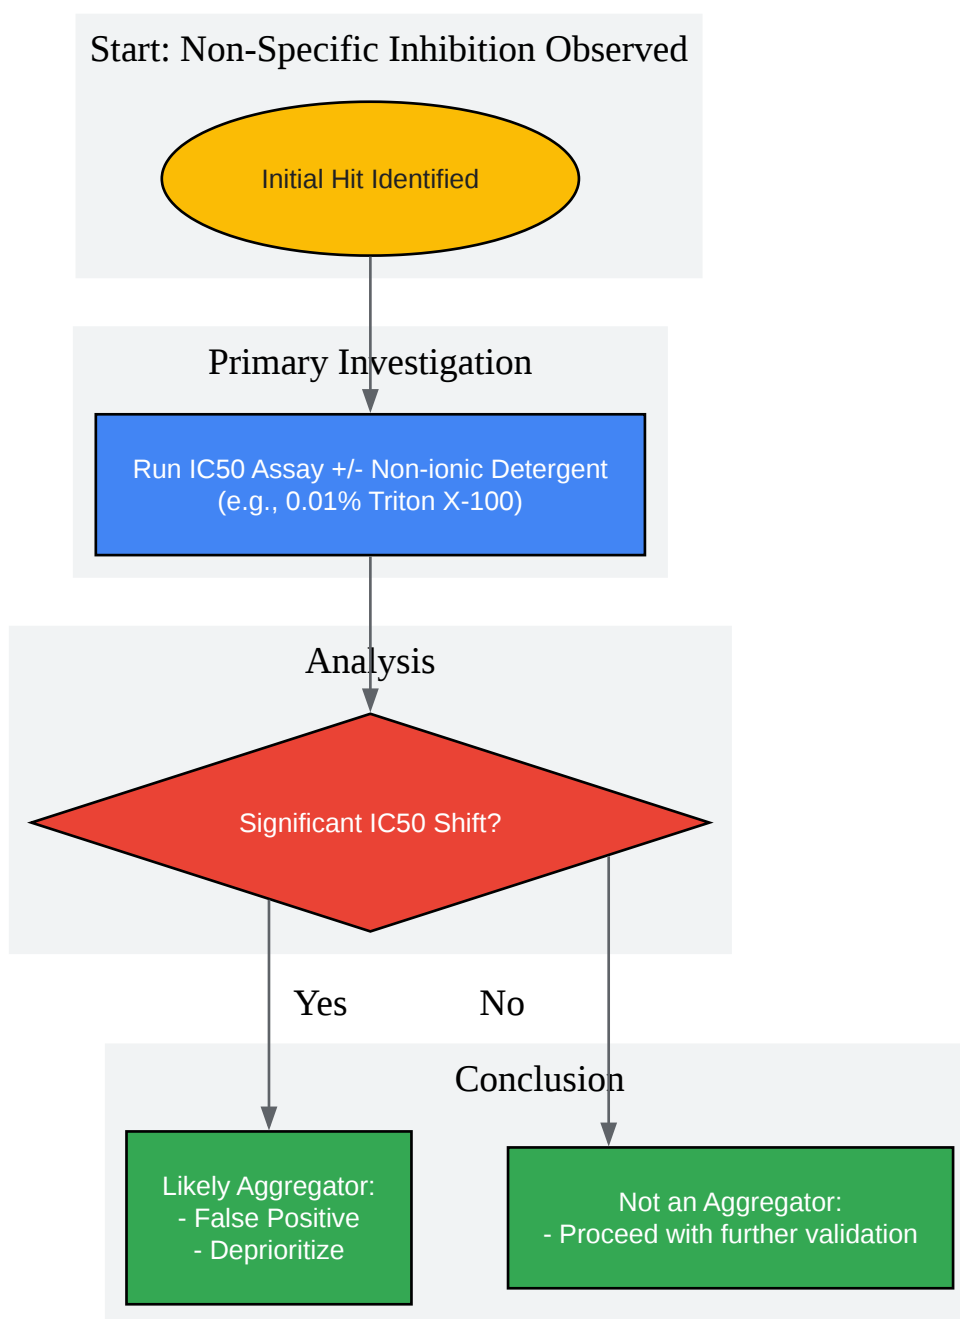 Start: Non-Specific Inhibition Observed
Initial Hit Identified
Primary Investigation
Run IC50 Assay +/- Non-ionic Detergent
(e.g., 0.01% Triton X-100)
Analysis
Significant IC50 Shift?
Yes
No
Conclusion
Likely Aggregator:
- False Positive
- Deprioritize
Not an Aggregator:
- Proceed with further validation